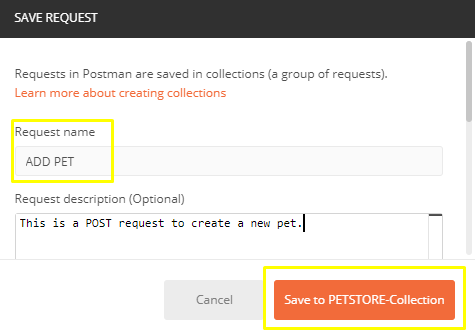 SAVE REQUEST
Requests in Postman are saved in collections (a group of requests).
Learn more about creating collections
Request name
ADD PET
Request description (Optional)
This is a POST request to create a new pet.
Cancel
Save to PETSTORE-Collection